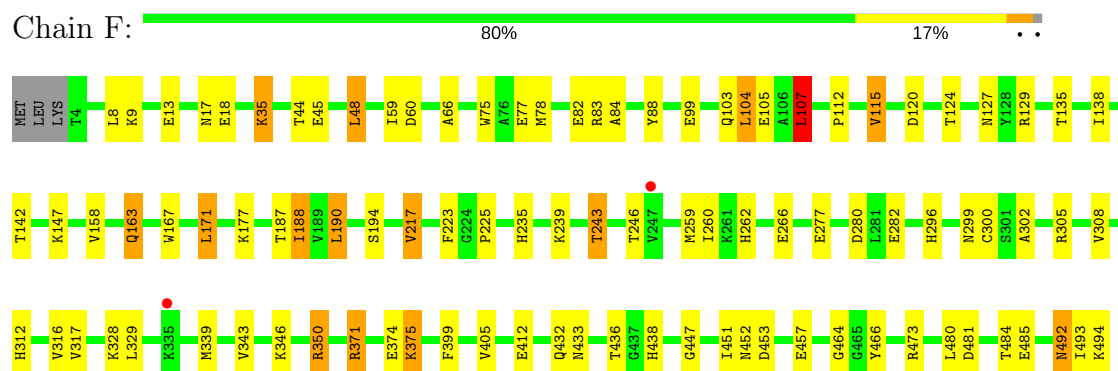 Chain F:
80% 17% • •
MET LEU LYS T4 L8 K9 E13 N17 E18 K35 T44 E45 L48 I59 D60 A66 W75 A76 E77 M78 E82 R83 A84 Y88 E99 Q103 L104 E105 A106 L107 P112 V115 D120 T124 N127 Y128 R129 T135 I138
T142 K147 V158 Q163 W167 L171 K177 T187 I188 V189 L190 S194 V217 F223 G224 P225 H235 K239 T243 T246 V247 M259 I260 K261 H262 E266 E277 D280 L281 E282 H296 N299 C300 S301 A302 R305 V308
H312 V316 V317 K328 L329 K335 M339 V343 K346 R350 R371 E374 K375 F399 V405 E412 Q432 N433 T436 G437 H438 G447 I451 N452 D453 E457 G464 G465 Y466 R473 L480 D481 T484 E485 N492 I493 K494